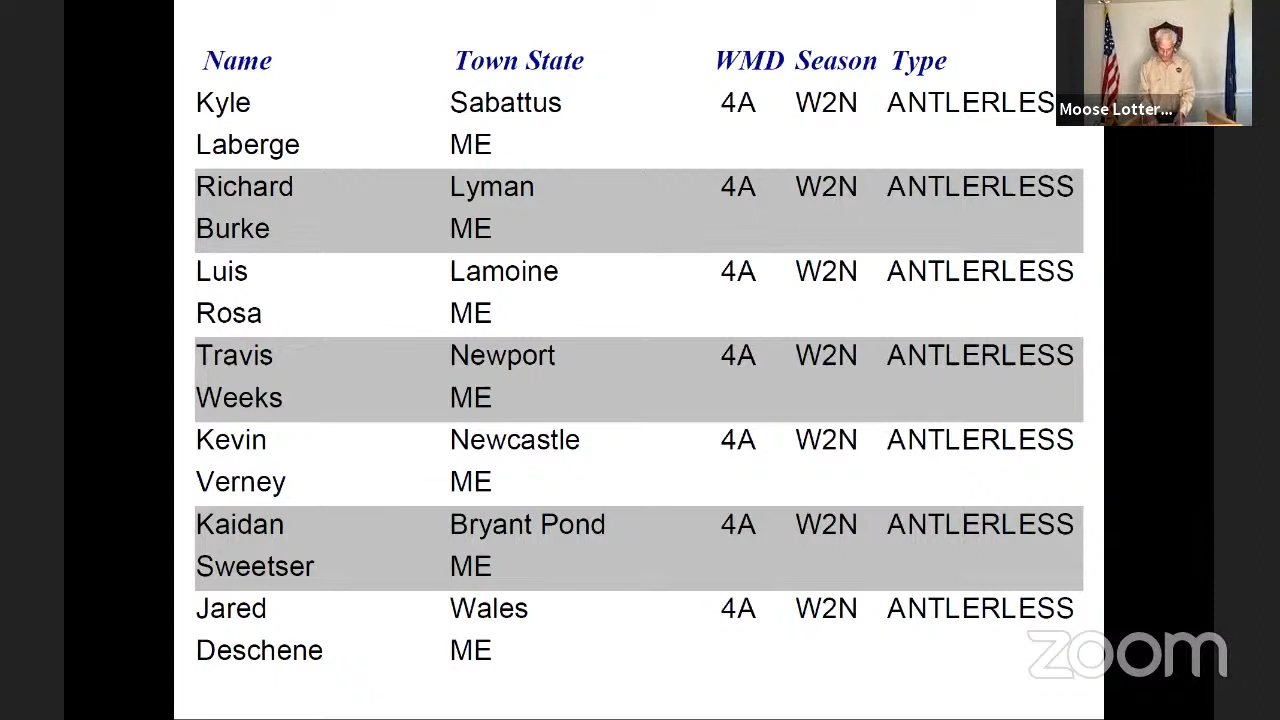 Name Town State WMD Season Type
Kyle Sabattus 4A W2N ANTLERLES
Laberge ME
Richard Lyman 4A W2N ANTLERLESS
Burke ME
Luis Lamoine 4A W2N ANTLERLESS
Rosa ME
Travis Newport 4A W2N ANTLERLESS
Weeks ME
Kevin Newcastle 4A W2N ANTLERLESS
Verney ME
Kaidan Bryant Pond 4A W2N ANTLERLESS
Sweetser ME
Jared Wales 4A W2N ANTLERLESS
Deschene ME
Moose Lotter...
zoom